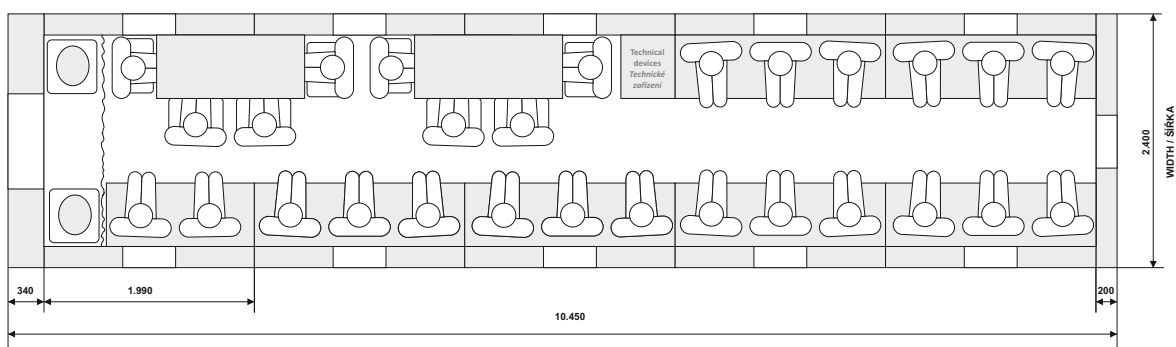 Technical
devices
Technické
zařízení
2.400
WIDTH / ŠÍŘKA
340
1.990
200
10.450